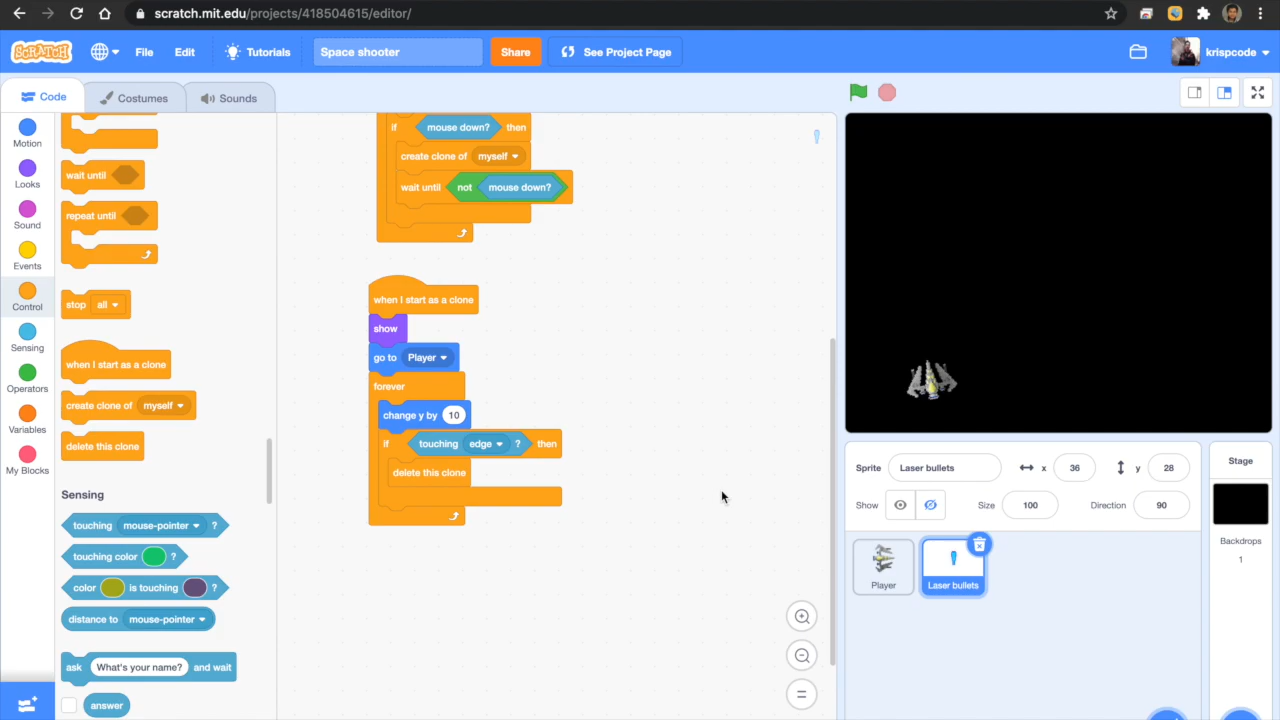 scratch.mit.edu/projects/418504615/editor/
SCRATCH
File
Edit
Tutorials
Space shooter
Share
See Project Page
krispcode
Code
Costumes
Sounds
Motion
Looks
Sound
Events
Control
Sensing
Operators
Variables
My Blocks
wait until
repeat until
stop all
when I start as a clone
create clone of myself
delete this clone
Sensing
touching mouse-pointer ?
touching color ?
color is touching ?
distance to mouse-pointer
ask What's your name? and wait
answer
if mouse down? then
create clone of myself
wait until not mouse down?
when I start as a clone
show
go to Player
forever
change y by 10
if touching edge ? then
delete this clone
Sprite Laser bullets x 36 y 28
Show Size 100 Direction 90
Player
Laser bullets
Stage
Backdrops
1